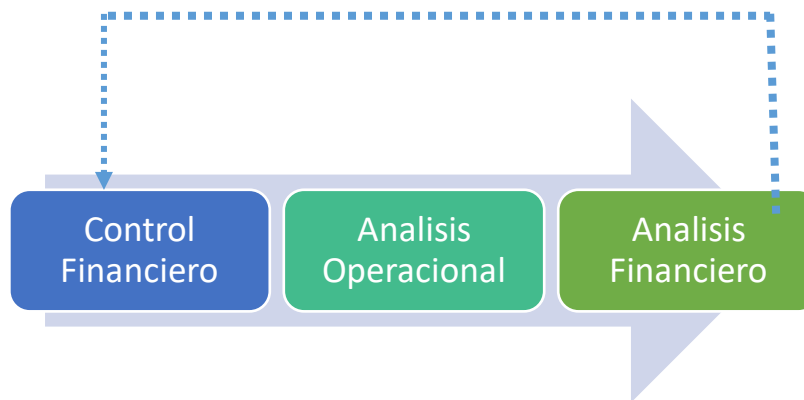 Control
Financiero
Analisis
Operacional
Analisis
Financiero